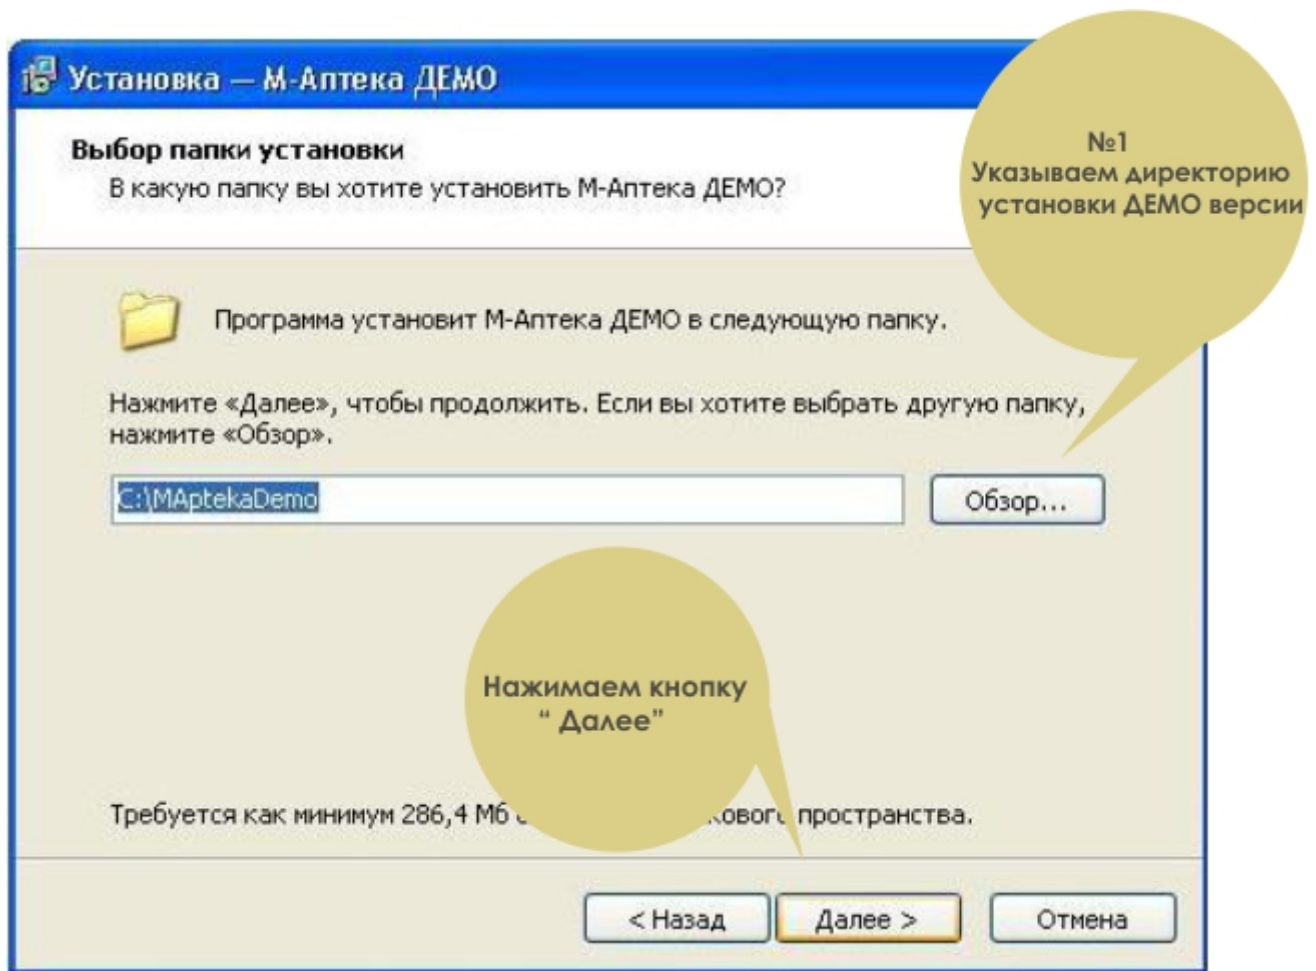 Установка — М-Аптека ДЕМО
Выбор папки установки
В какую папку вы хотите установить М-Аптека ДЕМО?
№1
Указываем директорию
установки ДЕМО версии
Программа установит М-Аптека ДЕМО в следующую папку.
Нажмите «Далее», чтобы продолжить. Если вы хотите выбрать другую папку,
нажмите «Обзор».
C:\MAptekaDemo
Обзор...
Нажимаем кнопку
“ Далее”
Требуется как минимум 286,4 Мб пространства.
< Назад
Далее >
Отмена